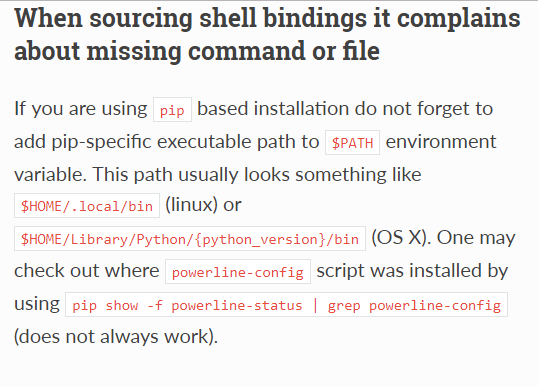 When sourcing shell bindings it complains
about missing command or file
If you are using pip based installation do not forget to
add pip-specific executable path to $PATH environment
variable. This path usually looks something like
$HOME/.local/bin (linux) or
$HOME/Library/Python/{python_version}/bin (OS X). One may
check out where powerline-config script was installed by
using pip show -f powerline-status | grep powerline-config
(does not always work).